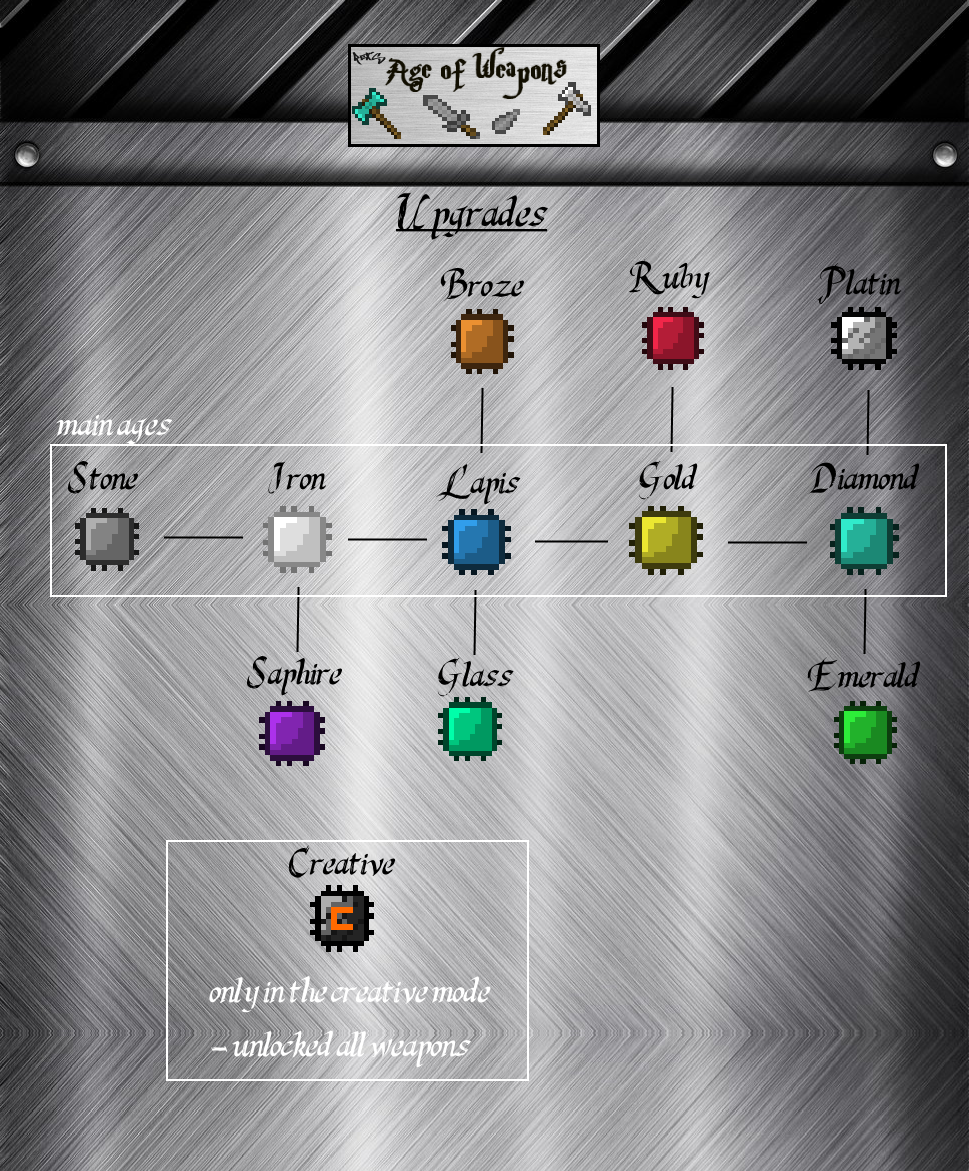 Age of Weapons
Upgrades
Broze
Ruby
Platin
main ages
Stone
Iron
Lapis
Gold
Diamond
Saphire
Glass
Emerald
Creative
C
only in the creative mode
- unlocked all weapons